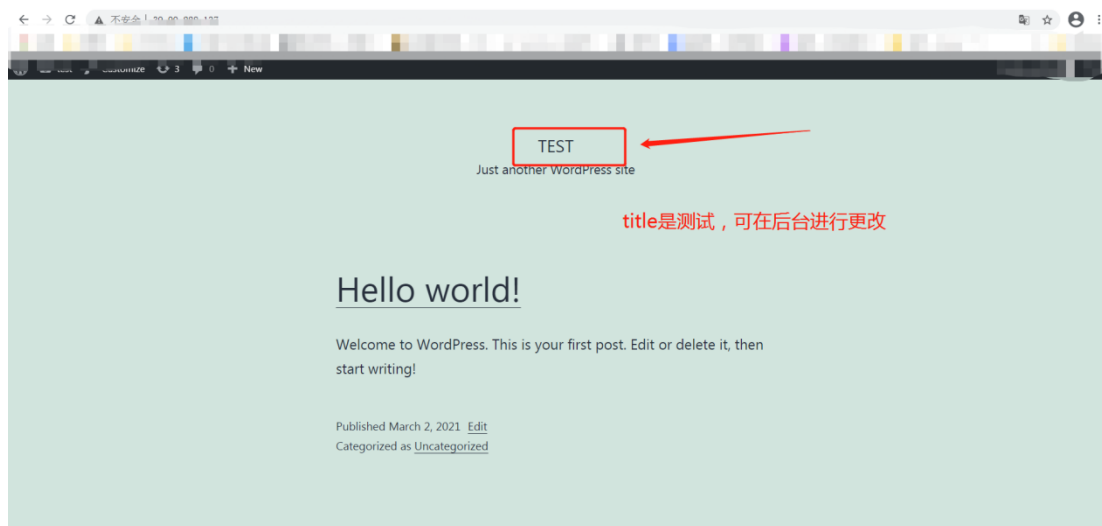 不安全
Customize 3 0 New
TEST
Just another WordPress site
title是测试，可在后台进行更改
Hello world!
Welcome to WordPress. This is your first post. Edit or delete it, then
start writing!
Published March 2, 2021 Edit
Categorized as Uncategorized